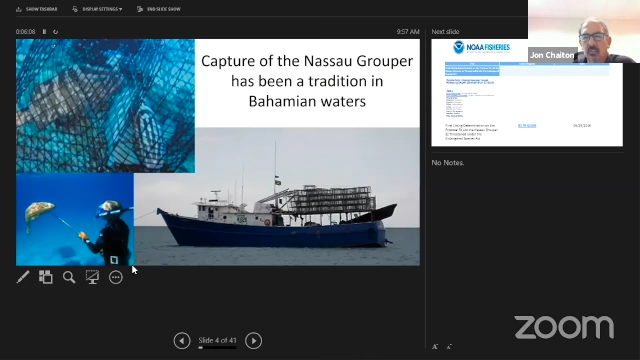 SHOW TASKBAR
DISPLAY SETTINGS
END SLIDE SHOW
0:06:06
9:57 AM
Next slide
Capture of the Nassau Grouper
has been a tradition in
Bahamian waters
NOAA FISHERIES
Jon Chaiton
No Notes.
Slide 4 of 41
zoom